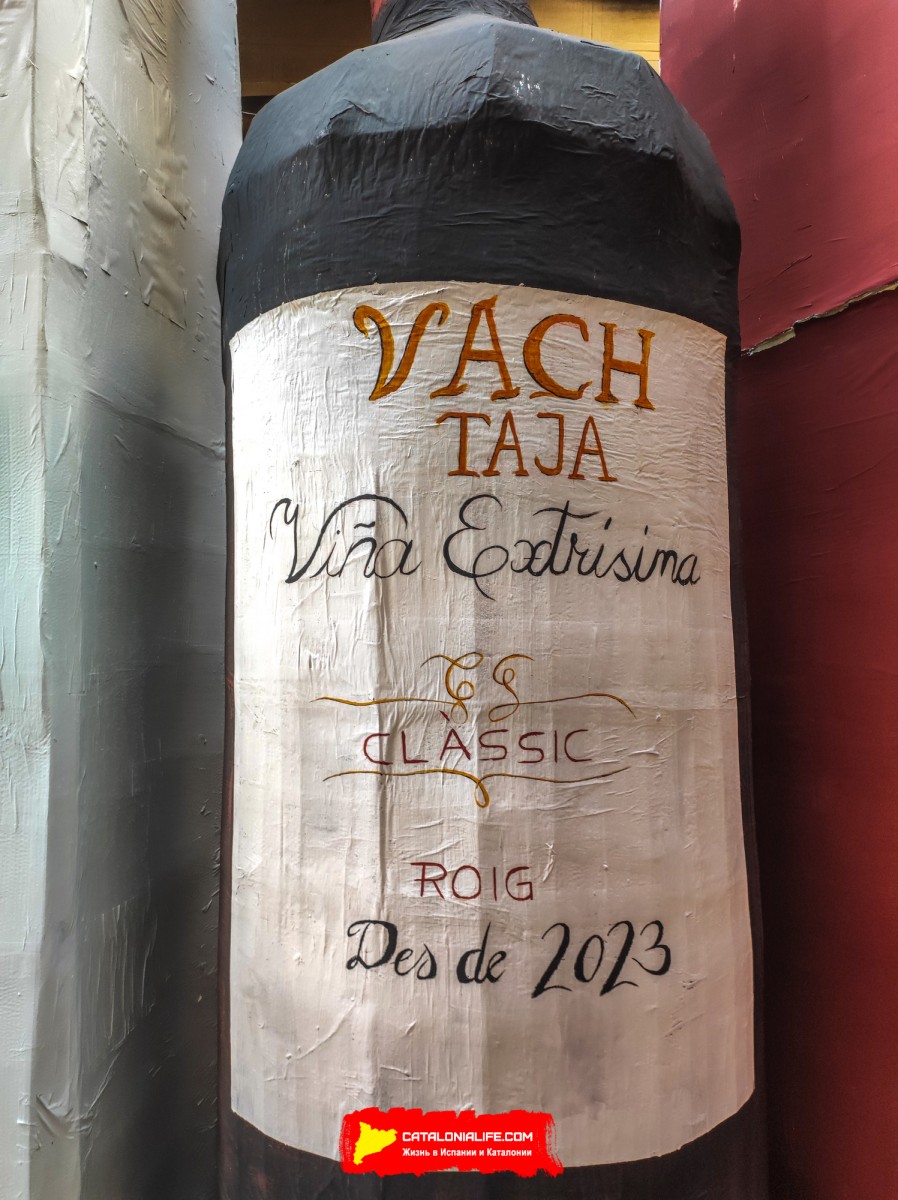 VACH
TAJA
Viña Extrisima
CLÀSSIC
ROIG
Des de 2023
CATALONIALIFE.COM
Жизнь в Испании и Каталонии